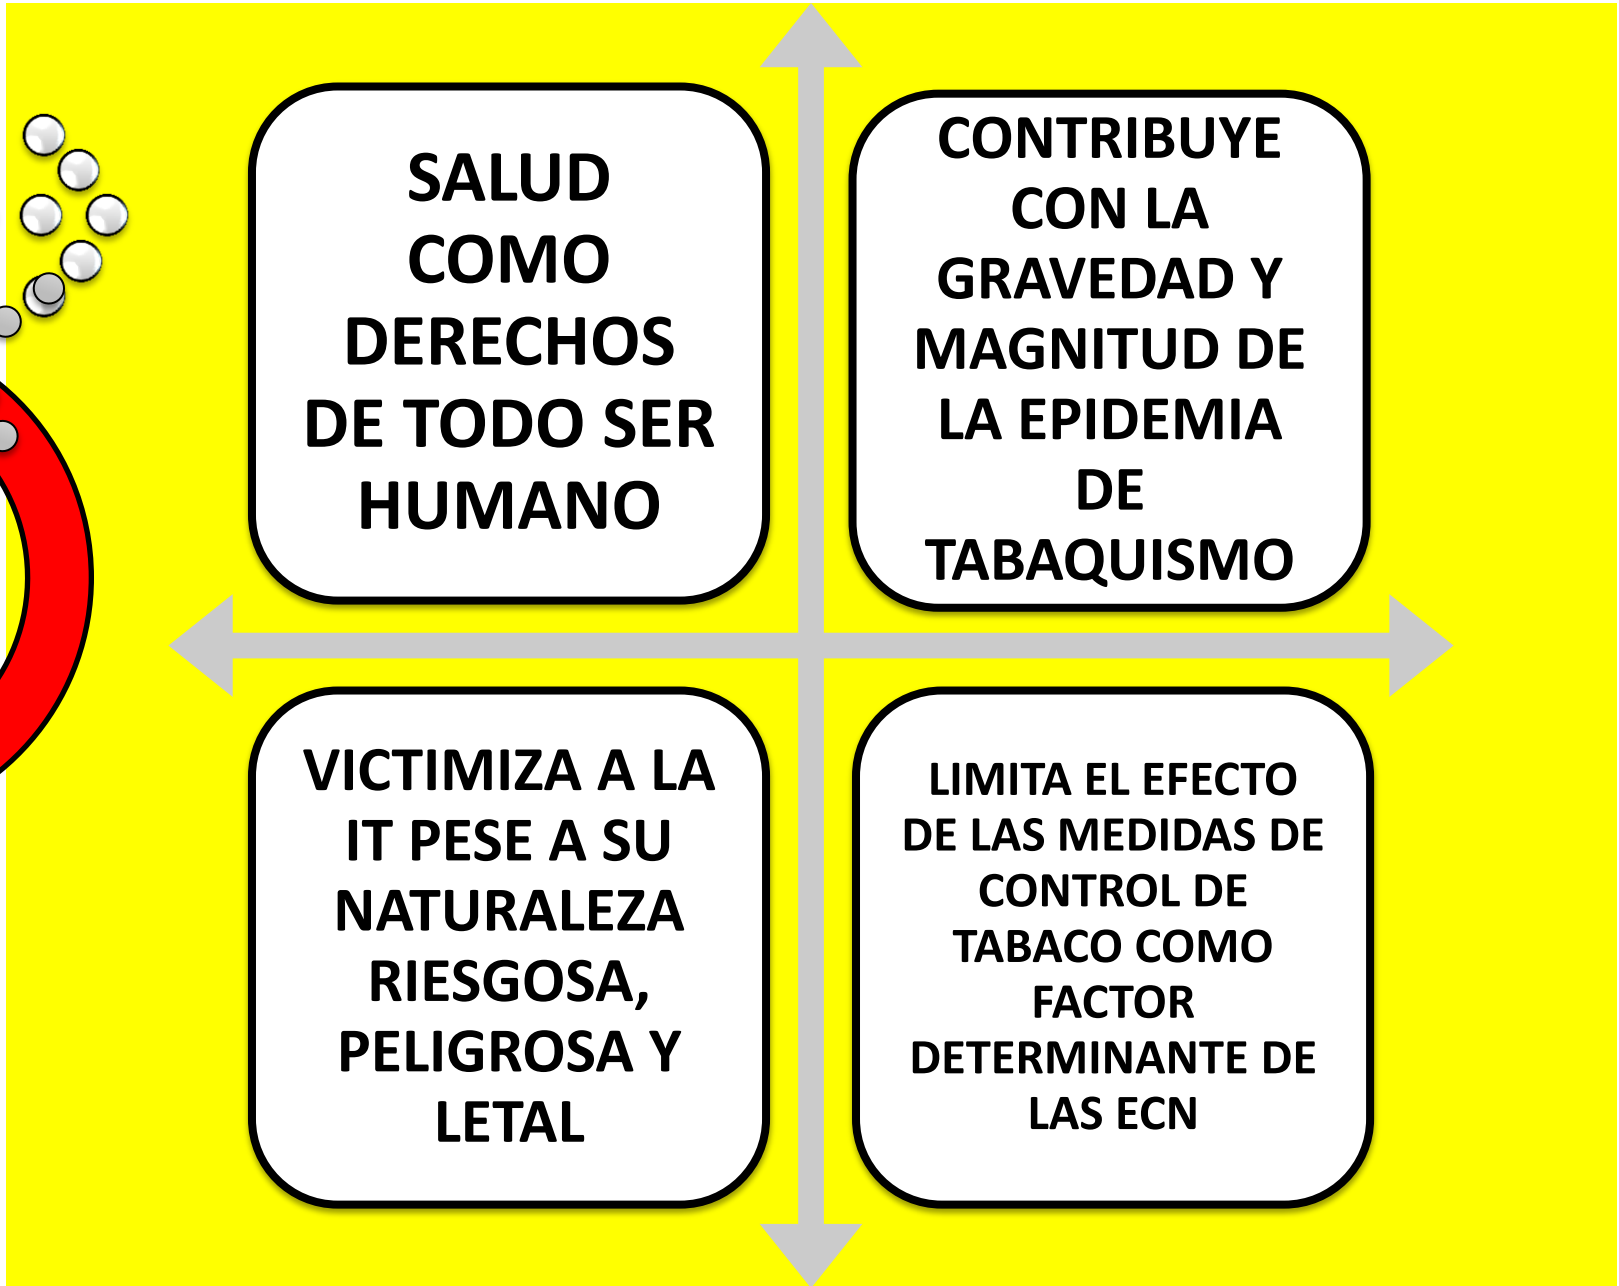 SALUD
COMO
DERECHOS
DE TODO SER
HUMANO
CONTRIBUYE
CON LA
GRAVEDAD Y
MAGNITUD DE
LA EPIDEMIA
DE
TABAQUISMO
VICTIMIZA A LA
IT PESE A SU
NATURALEZA
RIESGOSA,
PELIGROSA Y
LETAL
LIMITA EL EFECTO
DE LAS MEDIDAS DE
CONTROL DE
TABACO COMO
FACTOR
DETERMINANTE DE
LAS ECN